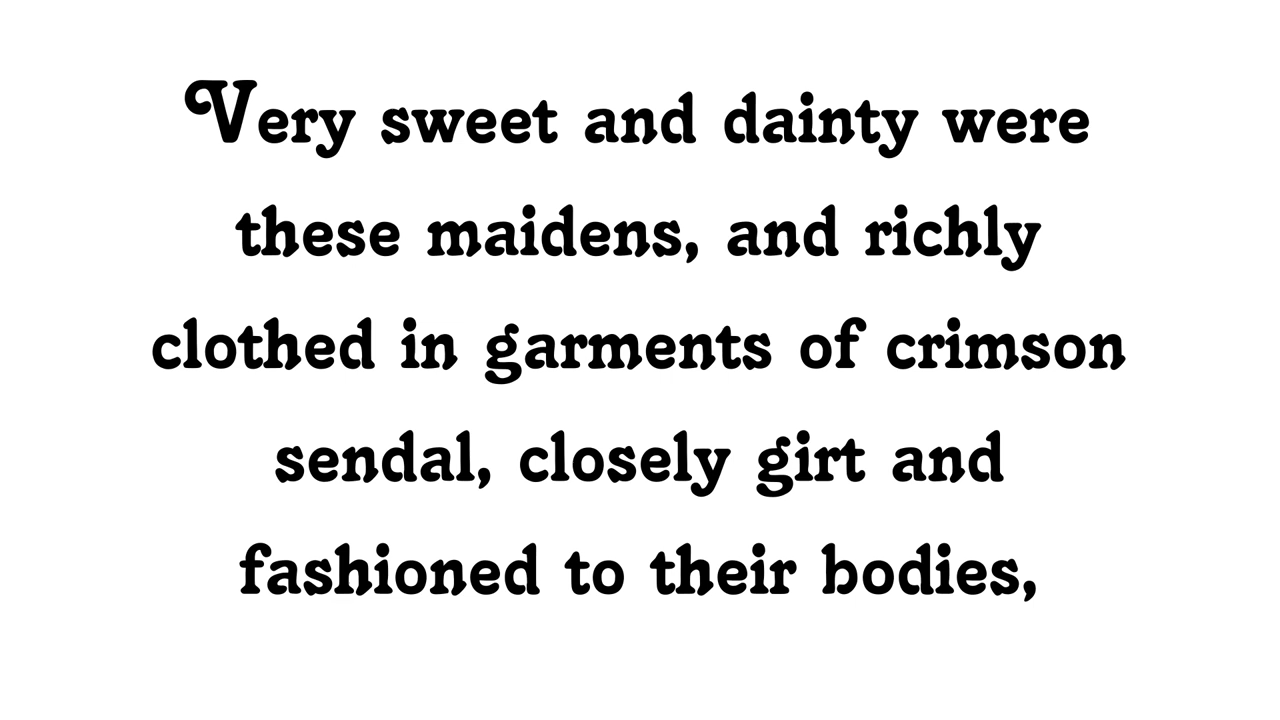 Very sweet and dainty were
these maidens, and richly
clothed in garments of crimson
sendal, closely girt and
fashioned to their bodies,